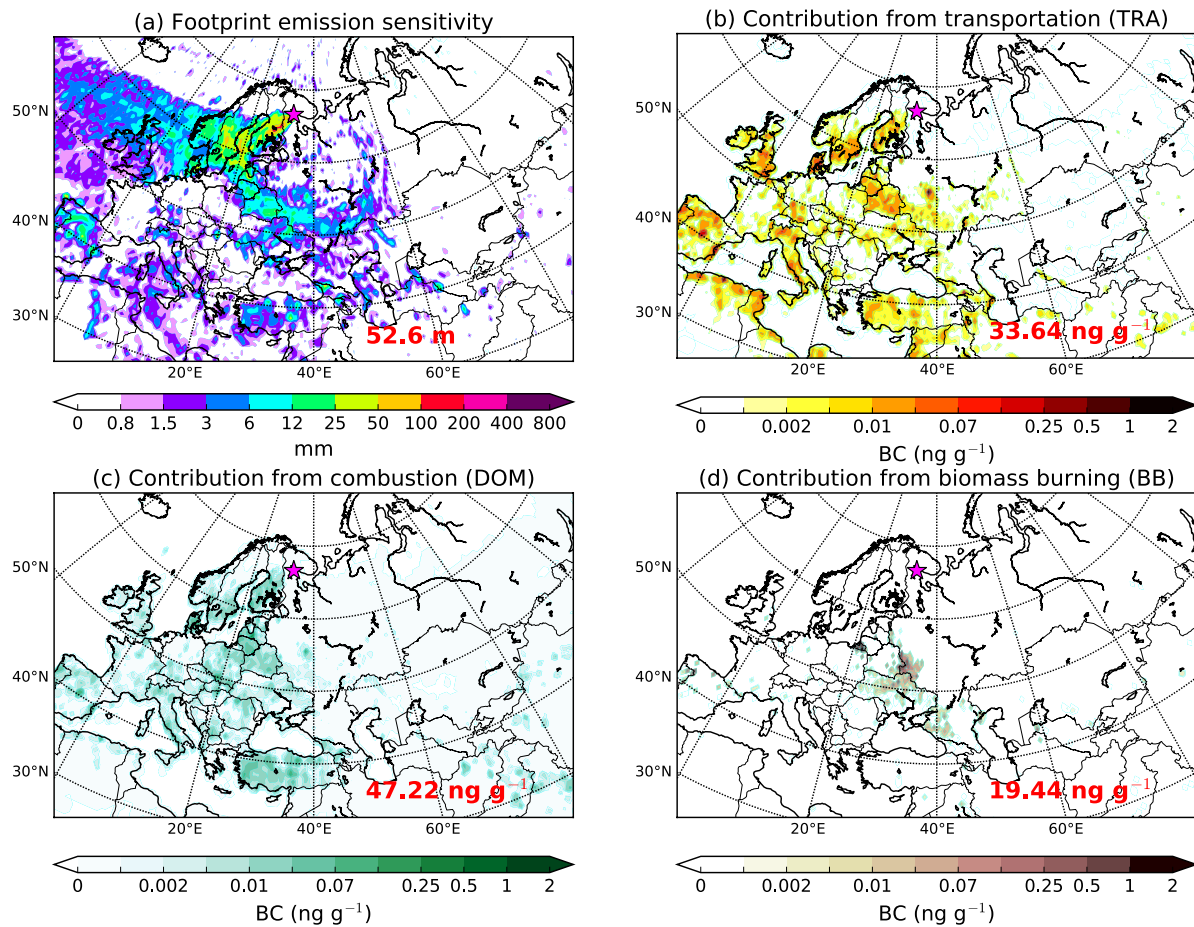 (a) Footprint emission sensitivity
50°N
40°N
30°N
20°E 40°E 60°E
52.6 m
0 0.8 1.5 3 6 12 25 50 100 200 400 800
mm
(b) Contribution from transportation (TRA)
50°N
40°N
30°N
20°E 40°E 60°E
33.64 ng g⁻¹
0 0.002 0.01 0.07 0.25 0.5 1 2
BC (ng g⁻¹)
(c) Contribution from combustion (DOM)
50°N
40°N
30°N
20°E 40°E 60°E
47.22 ng g⁻¹
0 0.002 0.01 0.07 0.25 0.5 1 2
BC (ng g⁻¹)
(d) Contribution from biomass burning (BB)
50°N
40°N
30°N
20°E 40°E 60°E
19.44 ng g⁻¹
0 0.002 0.01 0.07 0.25 0.5 1 2
BC (ng g⁻¹)